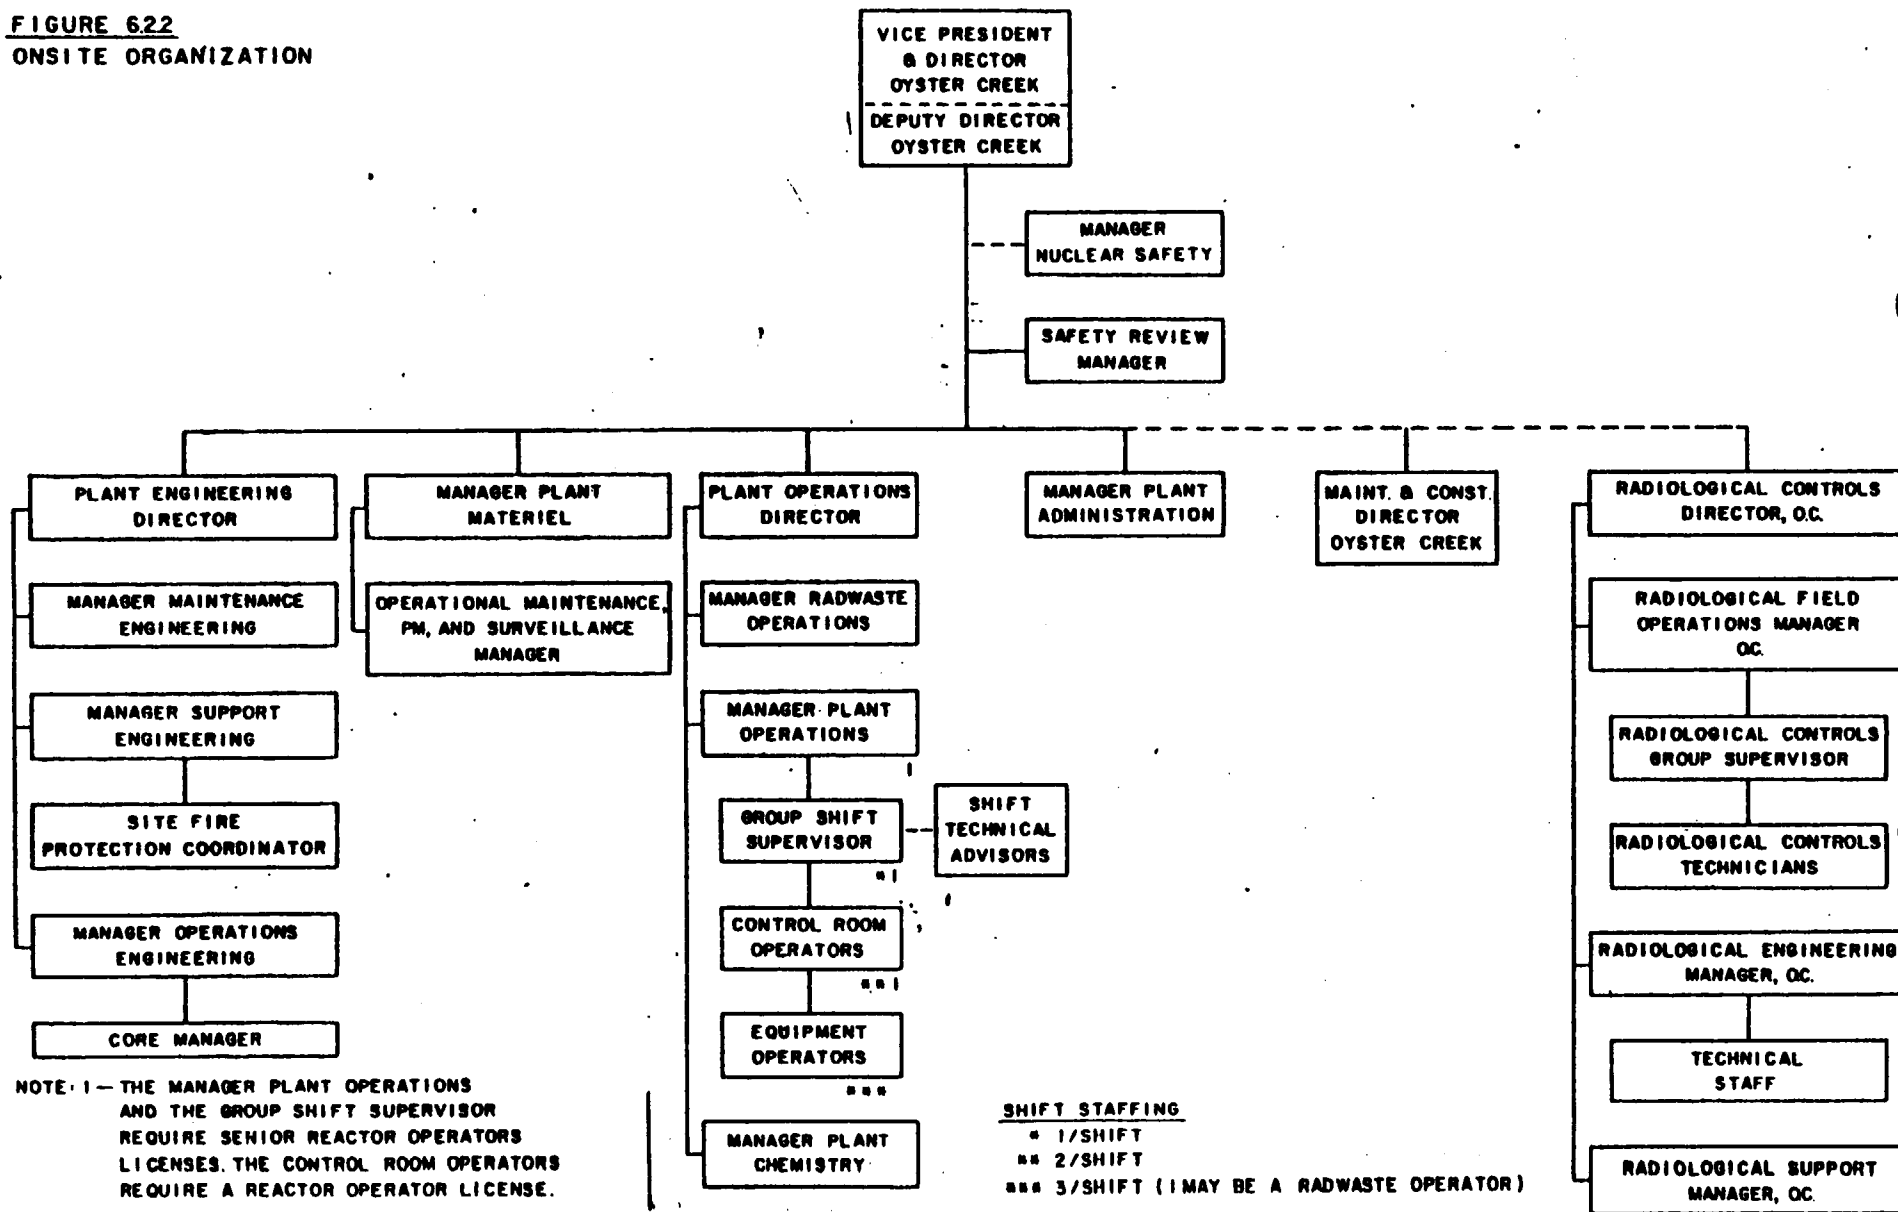 FIGURE 6.2.2
ONSITE ORGANIZATION
VICE PRESIDENT
& DIRECTOR
OYSTER CREEK
DEPUTY DIRECTOR
OYSTER CREEK
MANAGER
NUCLEAR SAFETY
SAFETY REVIEW
MANAGER
PLANT ENGINEERING
DIRECTOR
MANAGER MAINTENANCE
ENGINEERING
MANAGER SUPPORT
ENGINEERING
SITE FIRE
PROTECTION COORDINATOR
MANAGER OPERATIONS
ENGINEERING
CORE MANAGER
MANAGER PLANT
MATERIEL
OPERATIONAL MAINTENANCE,
PM, AND SURVEILLANCE
MANAGER
PLANT OPERATIONS
DIRECTOR
MANAGER RADWASTE
OPERATIONS
MANAGER PLANT
OPERATIONS
1
GROUP SHIFT
SUPERVISOR
* 1
SHIFT
TECHNICAL
ADVISORS
CONTROL ROOM
OPERATORS
** 1
EQUIPMENT
OPERATORS
***
MANAGER PLANT
CHEMISTRY
MANAGER PLANT
ADMINISTRATION
MAINT. & CONST.
DIRECTOR
OYSTER CREEK
RADIOLOGICAL CONTROLS
DIRECTOR, O.C.
RADIOLOGICAL FIELD
OPERATIONS MANAGER
O.C.
RADIOLOGICAL CONTROLS
GROUP SUPERVISOR
RADIOLOGICAL CONTROLS
TECHNICIANS
RADIOLOGICAL ENGINEERING
MANAGER, O.C.
TECHNICAL
STAFF
RADIOLOGICAL SUPPORT
MANAGER, O.C.
NOTE: 1 — THE MANAGER PLANT OPERATIONS
AND THE GROUP SHIFT SUPERVISOR
REQUIRE SENIOR REACTOR OPERATORS
LICENSES. THE CONTROL ROOM OPERATORS
REQUIRE A REACTOR OPERATOR LICENSE.
SHIFT STAFFING
* 1/SHIFT
** 2/SHIFT
*** 3/SHIFT (1 MAY BE A RADWASTE OPERATOR)